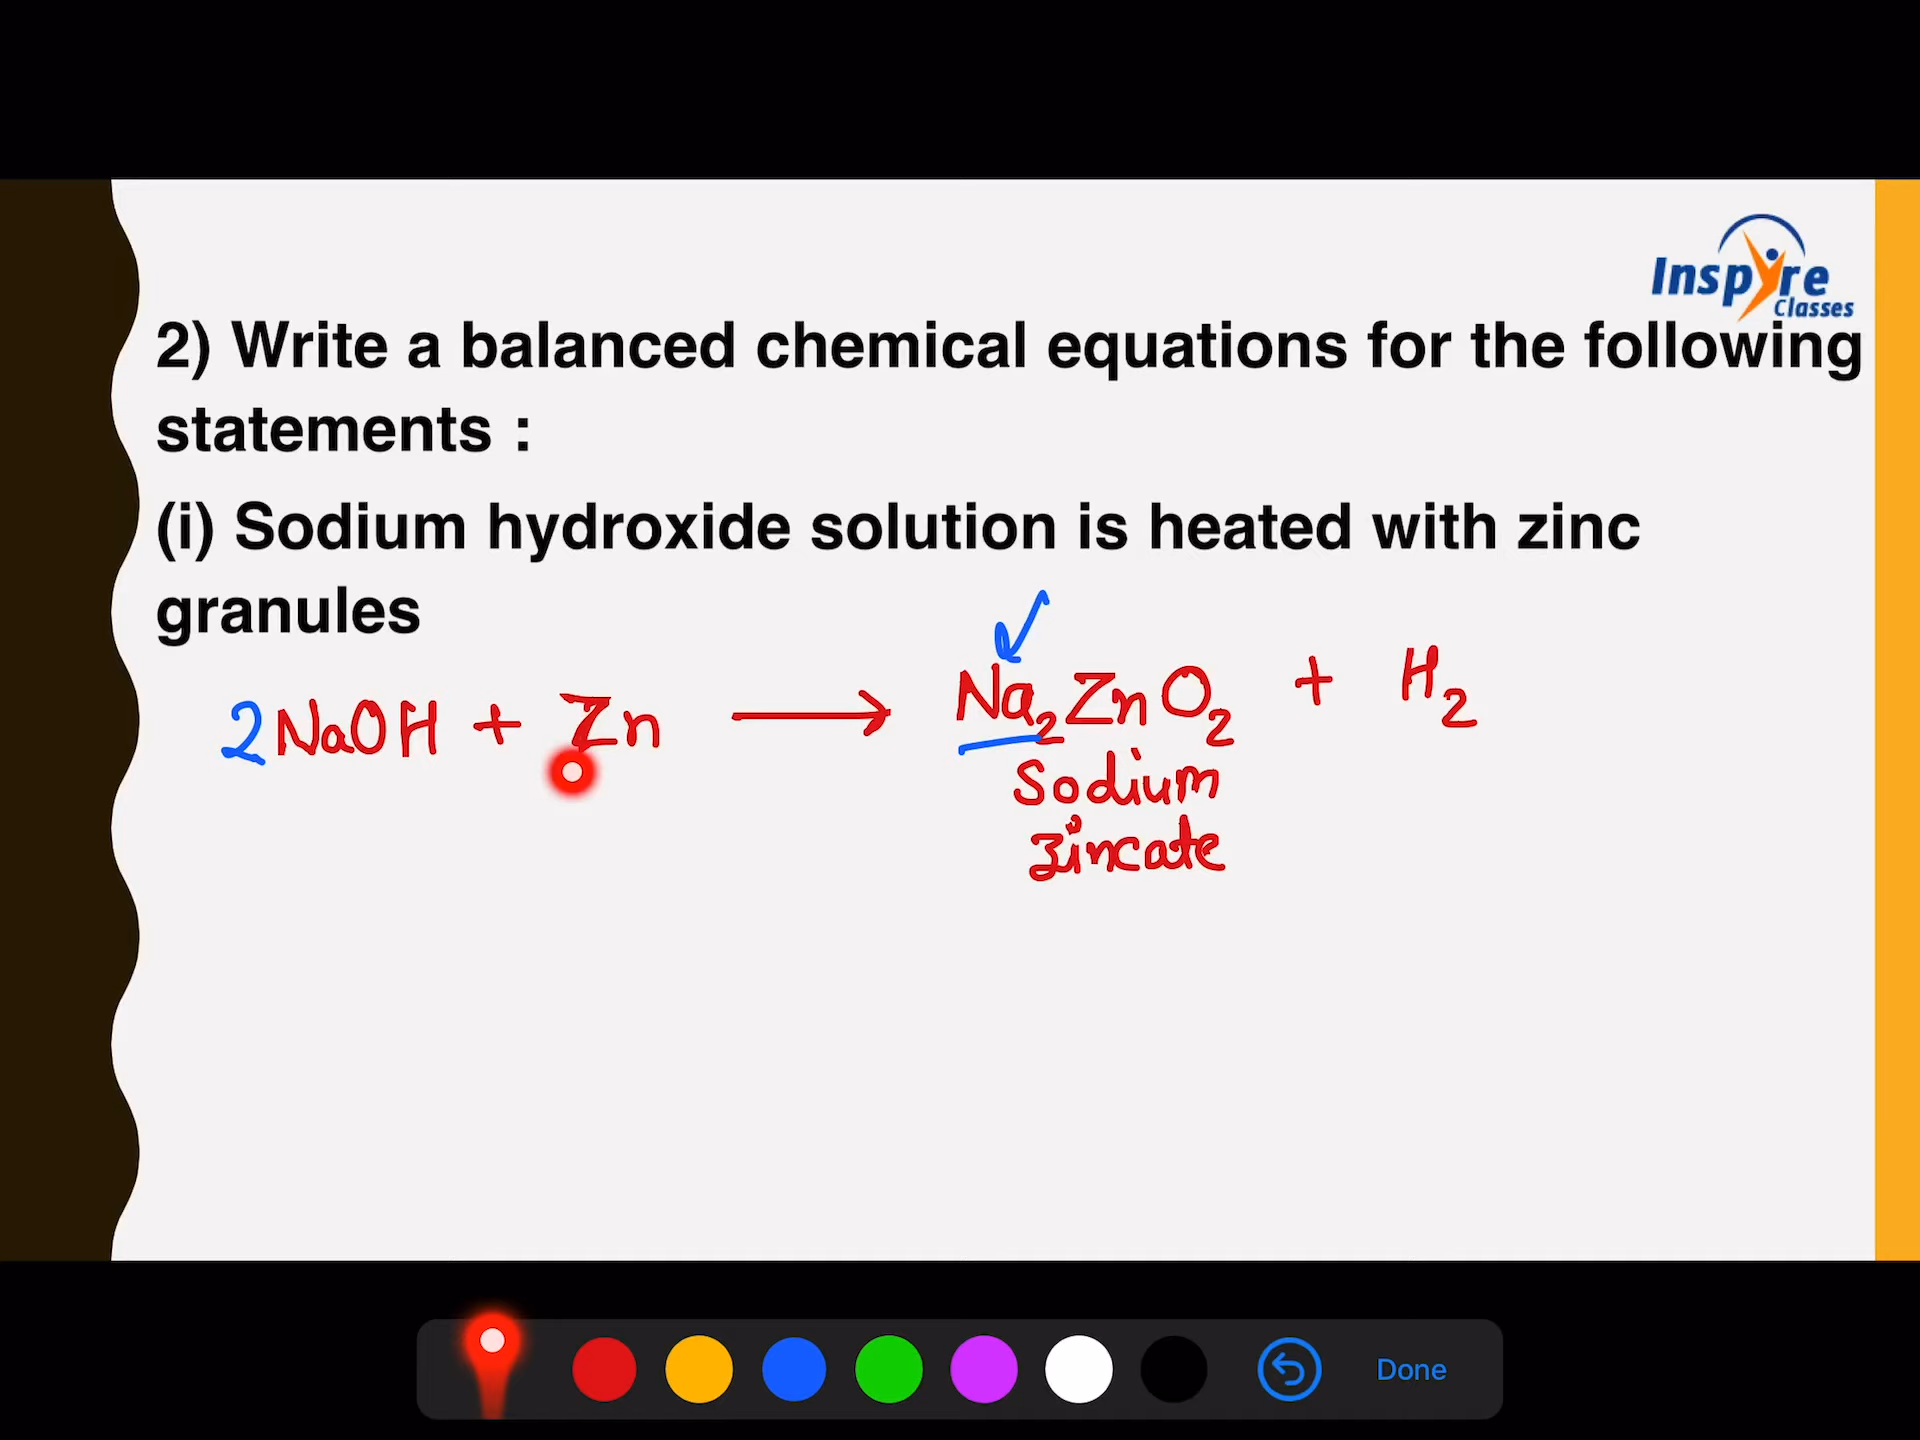 Inspyre
Classes
2) Write a balanced chemical equations for the following
statements :
(i) Sodium hydroxide solution is heated with zinc
granules
2NaOH + Zn ⟶ Na₂ZnO₂ + H₂
Sodium
zincate
Done